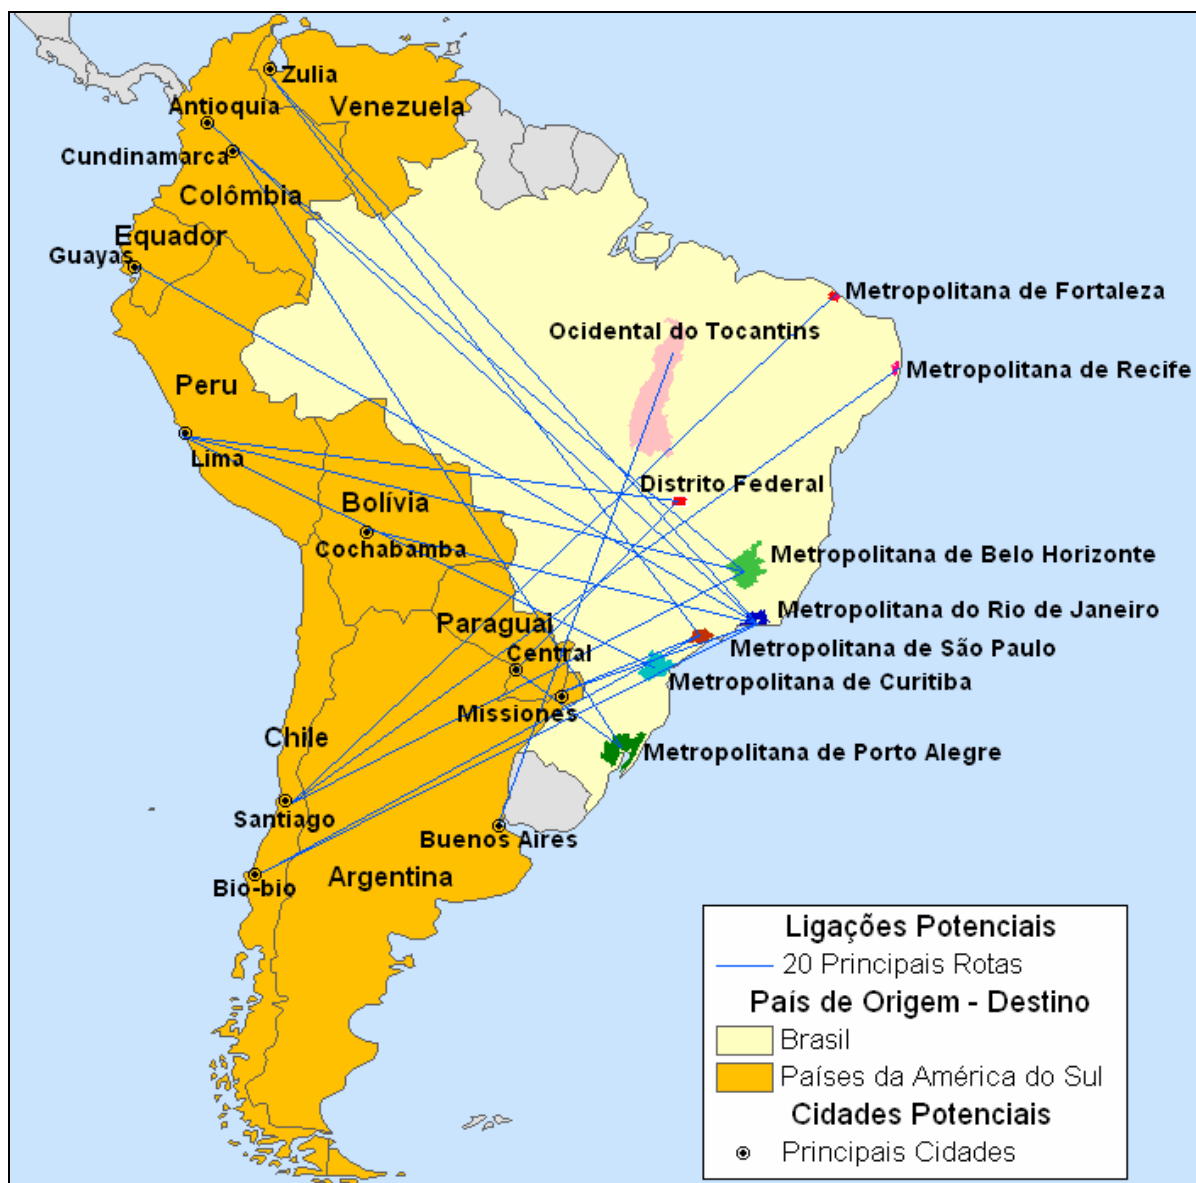 Zulia
Antioquia
Venezuela
Cundinamarca
Colômbia
Equador
Guayas
Metropolitana de Fortaleza
Ocidental do Tocantins
Metropolitana de Recife
Peru
Lima
Distrito Federal
Bolívia
Cochabamba
Metropolitana de Belo Horizonte
Metropolitana do Rio de Janeiro
Paraguai
Metropolitana de São Paulo
Central
Metropolitana de Curitiba
Missiones
Chile
Metropolitana de Porto Alegre
Santiago
Buenos Aires
Bio-bio
Argentina
Ligações Potenciais
20 Principais Rotas
País de Origem - Destino
Brasil
Países da América do Sul
Cidades Potenciais
Principais Cidades